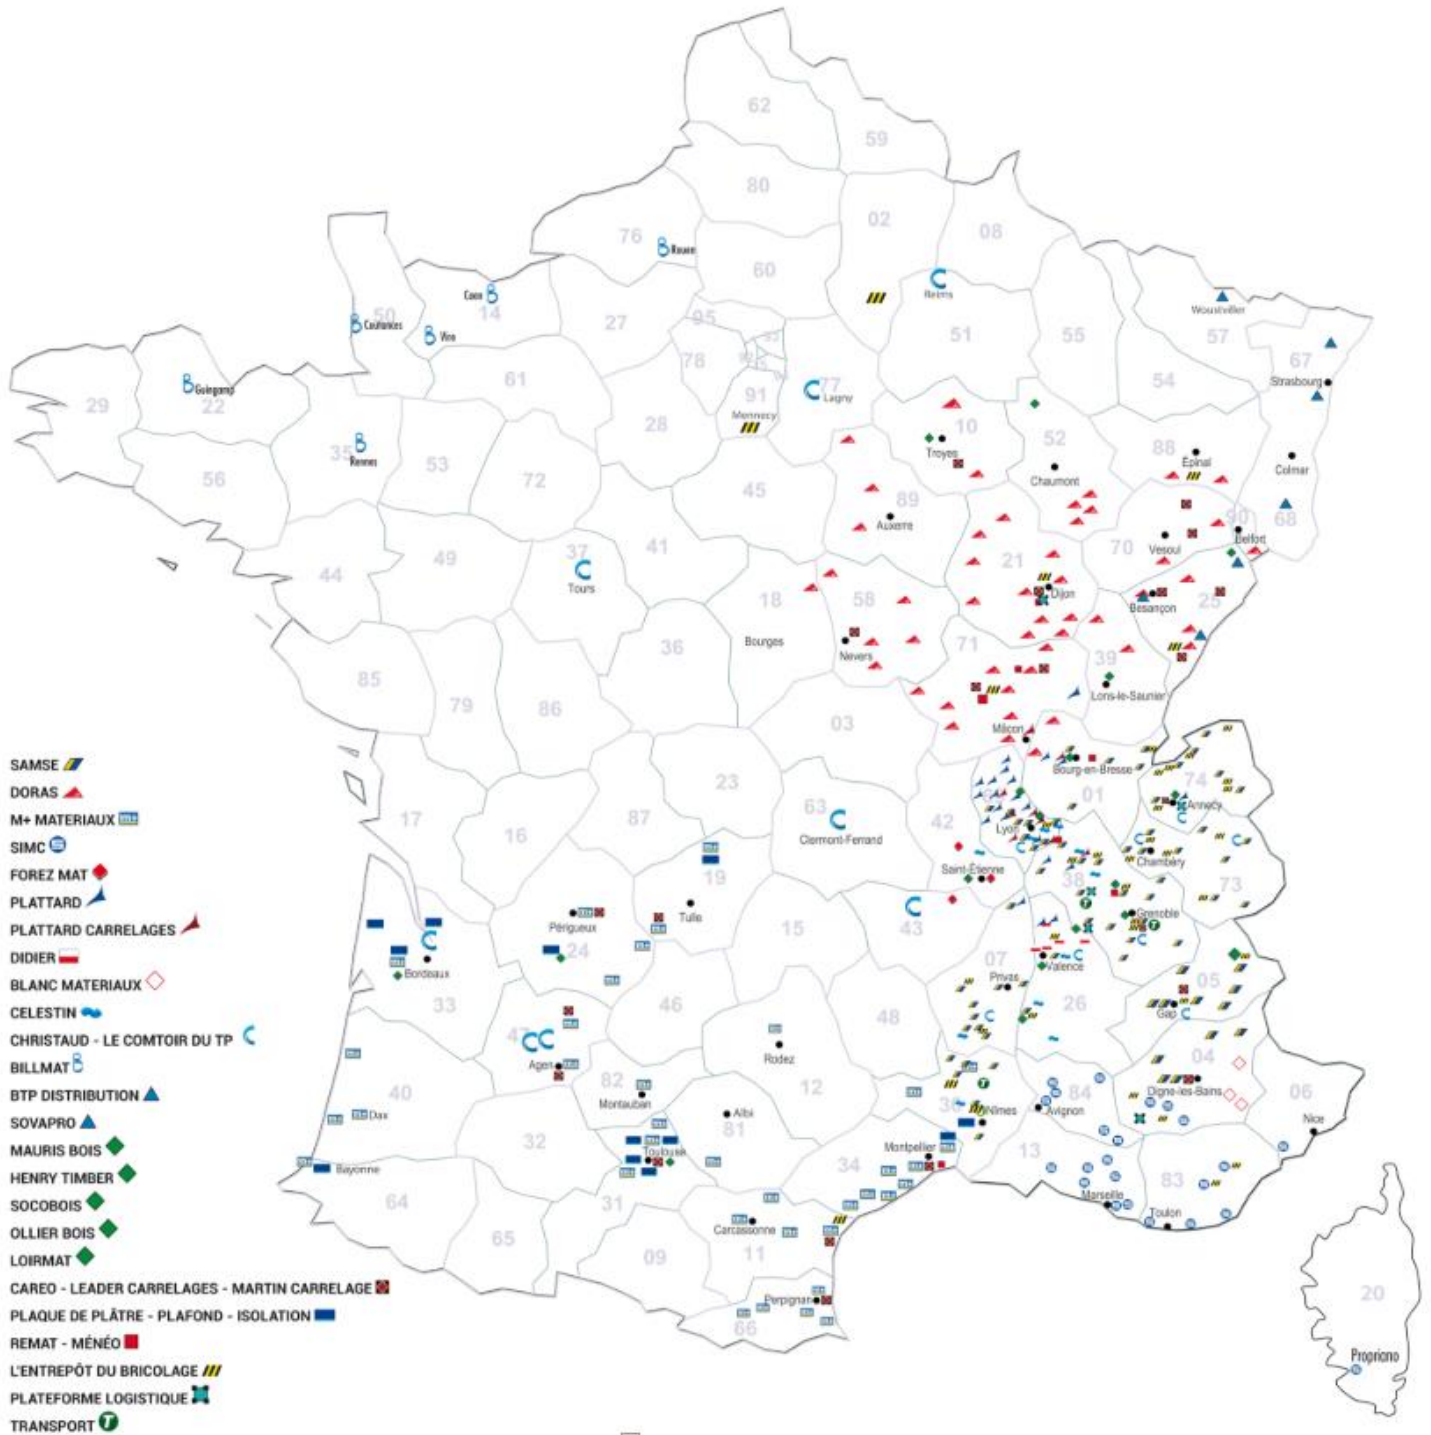 62
59
80
02
08
76
Rouen
60
Reims
Caen
14
50
Coutances
Vire
27
95
51
55
Woustviller
57
67
78
54
Strasbourg
61
77
Lagny
Guingamp
22
29
91
Mennecy
28
10
Troyes
52
Chaumont
88
Épinal
Colmar
35
Rennes
53
56
72
45
89
Auxerre
90
Belfort
68
70
Vesoul
49
37
Tours
41
44
21
Dijon
18
Bourges
58
Nevers
Besançon
25
36
71
39
Lons-le-Saunier
85
79
86
03
Mâcon
Bourg-en-Bresse
01
74
Annecy
SAMSE
DORAS
M+ MATERIAUX
SIMC
FOREZ MAT
PLATTARD
PLATTARD CARRELAGES
DIDIER
BLANC MATERIAUX
CELESTIN
CHRISTAUD - LE COMTOIR DU TP
BILLMAT
BTP DISTRIBUTION
SOVAPRO
MAURIS BOIS
HENRY TIMBER
SOCOBOIS
OLLIER BOIS
LOIRMAT
CAREO - LEADER CARRELAGES - MARTIN CARRELAGE
PLAQUE DE PLÂTRE - PLAFOND - ISOLATION
REMAT - MÉNÉO
L'ENTREPÔT DU BRICOLAGE
PLATEFORME LOGISTIQUE
TRANSPORT
17
16
87
23
63
Clermont-Ferrand
42
Lyon
Chambéry
73
Saint-Étienne
38
Grenoble
19
Tulle
Périgueux
24
15
43
Bordeaux
33
07
Privas
Valence
26
05
Gap
46
48
47
Agen
Rodez
12
82
Montauban
40
Dax
Albi
81
30
Nîmes
Avignon
84
04
Digne-les-Bains
06
Nice
32
Toulouse
Montpellier
34
13
Marseille
83
Toulon
Bayonne
64
31
65
09
Carcassonne
11
Perpignan
66
20
Propriano